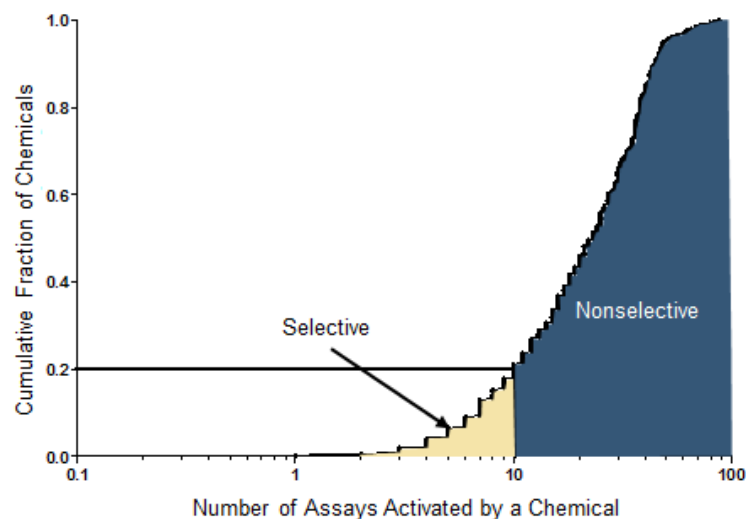 1.0
0.8
0.6
0.4
0.2
0.0
Cumulative Fraction of Chemicals
Selective
Nonselective
0.1
1
10
100
Number of Assays Activated by a Chemical